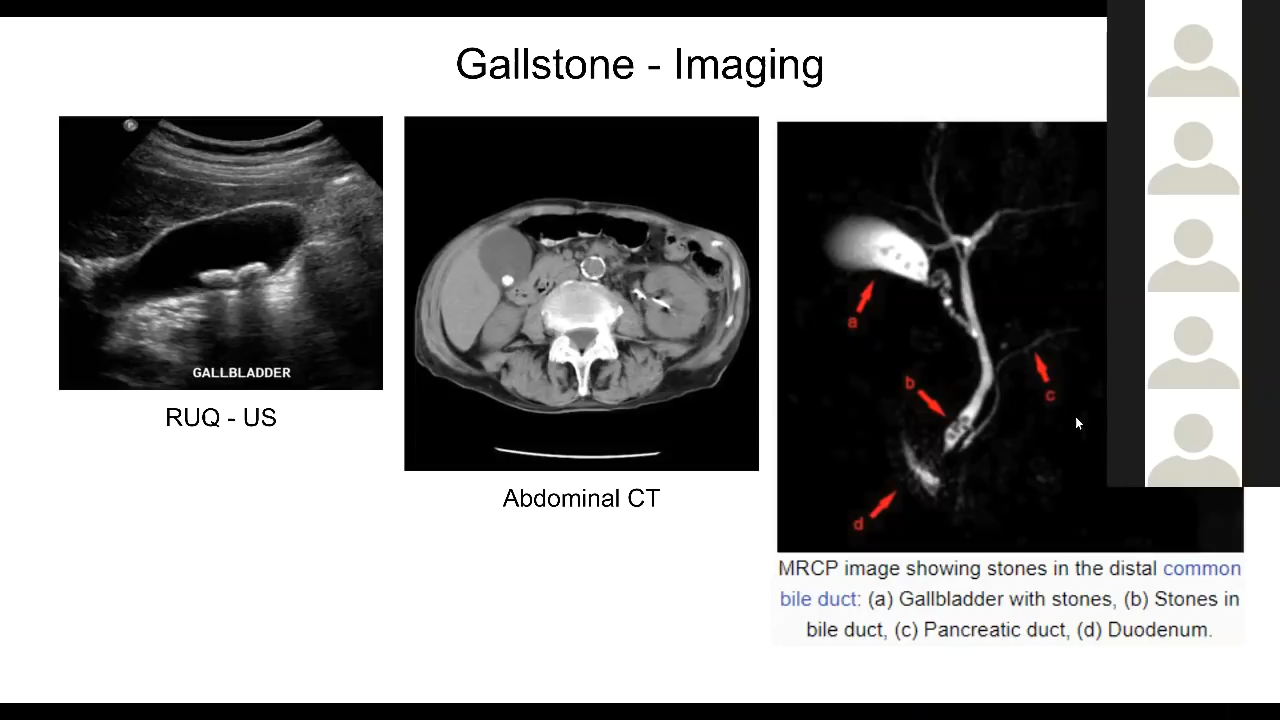 Gallstone - Imaging
GALLBLADDER
RUQ - US
Abdominal CT
a
b
c
d
MRCP image showing stones in the distal common
bile duct: (a) Gallbladder with stones, (b) Stones in
bile duct, (c) Pancreatic duct, (d) Duodenum.